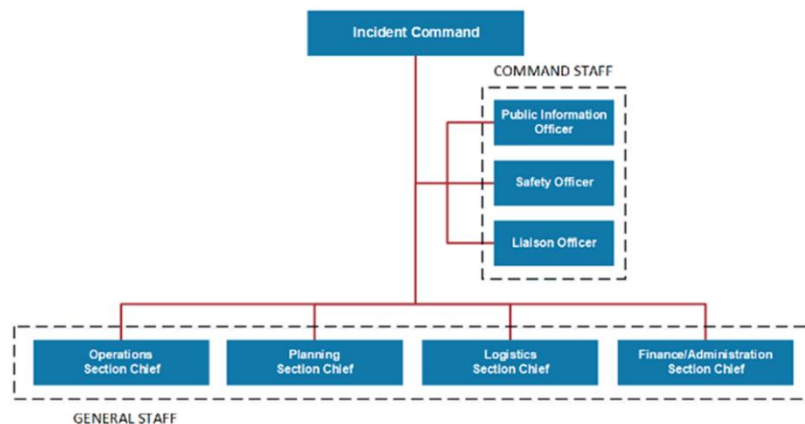 Incident Command
COMMAND STAFF
Public Information
Officer
Safety Officer
Liaison Officer
Operations
Section Chief
Planning
Section Chief
Logistics
Section Chief
Finance/Administration
Section Chief
GENERAL STAFF